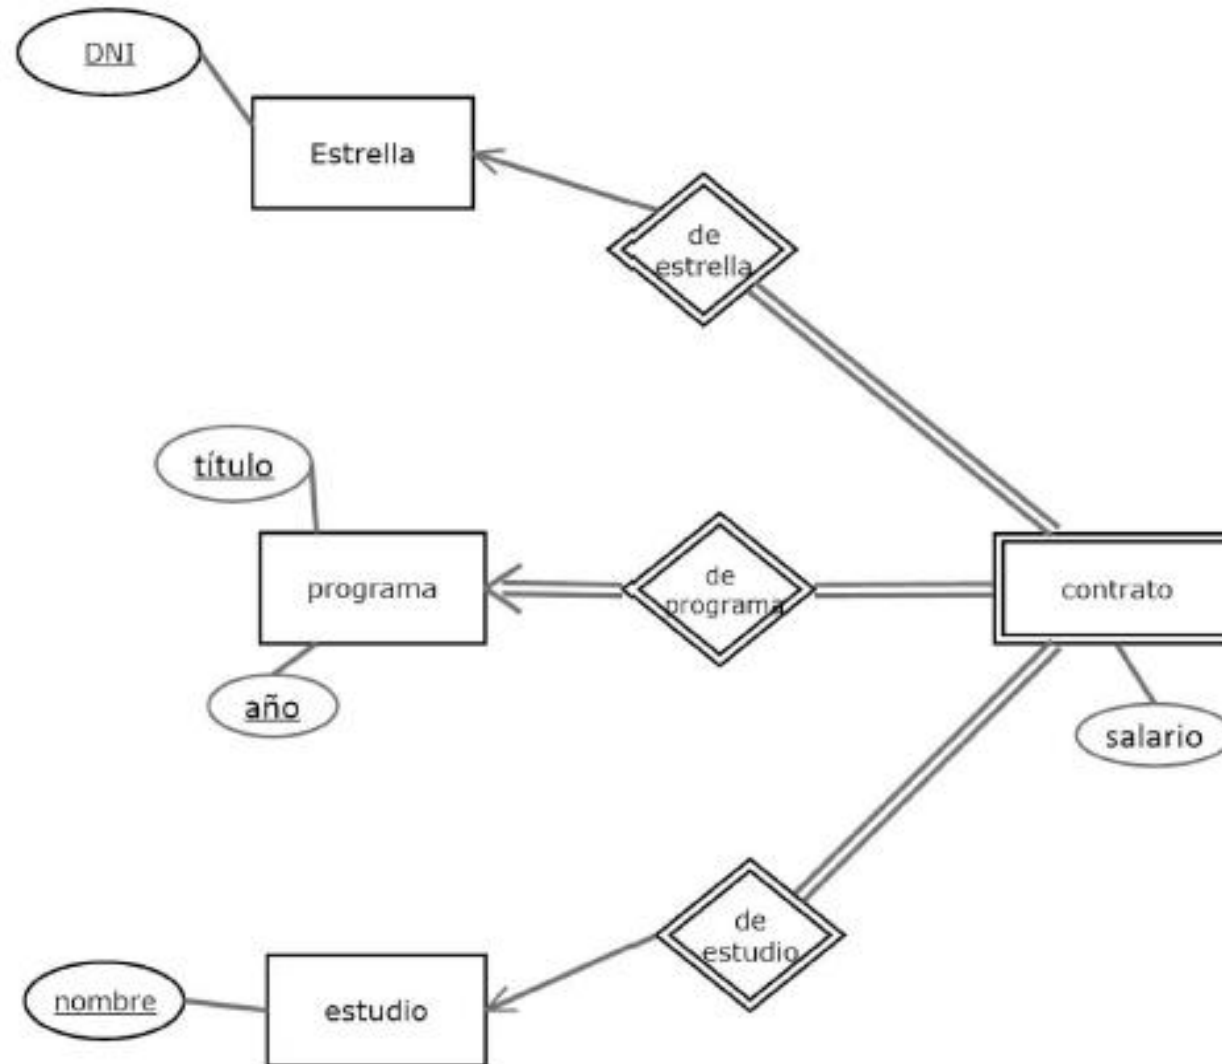 DNI
Estrella
de
estrella
título
programa
de
programa
contrato
año
salario
de
estudio
nombre
estudio